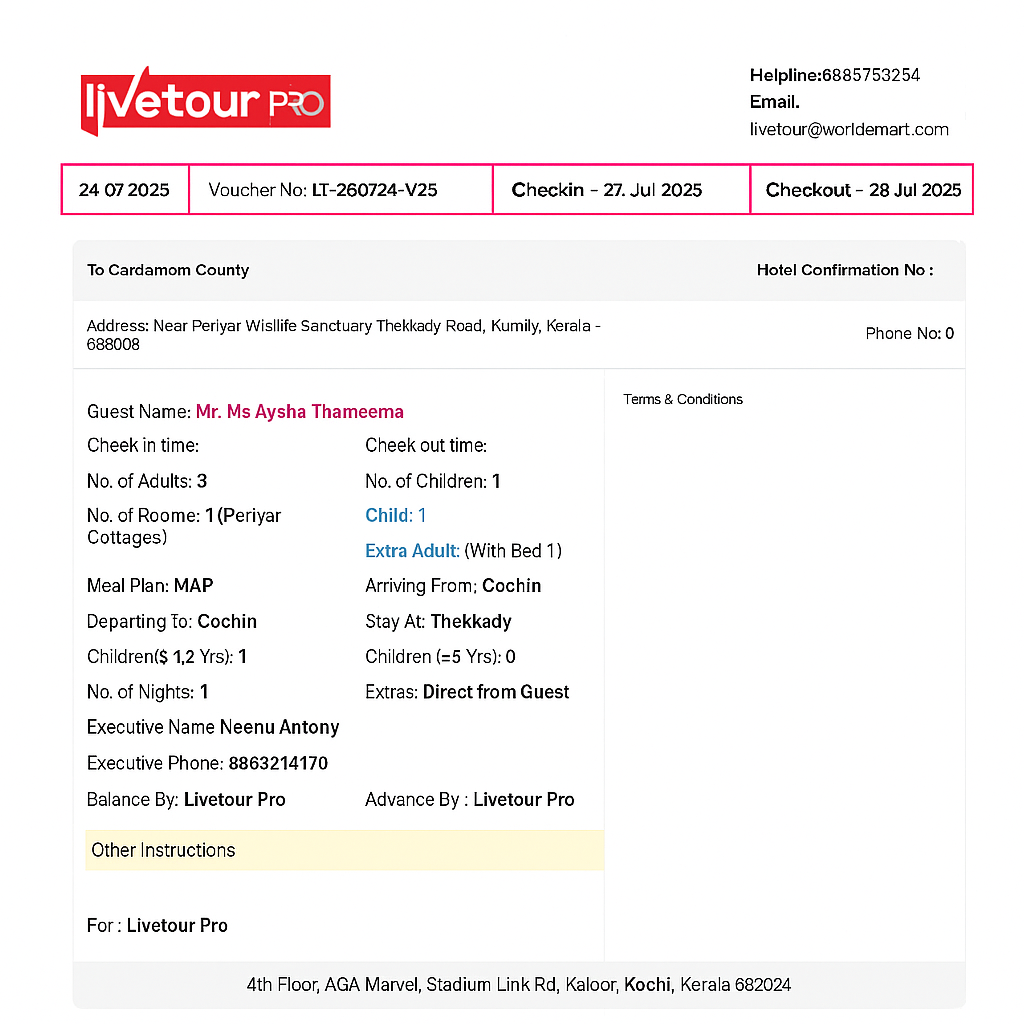 livetour PRO
Helpline:6885753254
Email.
livetour@worldemart.com
24 07 2025
Voucher No: LT-260724-V25
Checkin - 27. Jul 2025
Checkout - 28 Jul 2025
To Cardamom County
Hotel Confirmation No :
Address: Near Periyar Wisllife Sanctuary Thekkady Road, Kumily, Kerala -
688008
Phone No: 0
Guest Name: Mr. Ms Aysha Thameema
Terms & Conditions
Cheek in time:
Cheek out time:
No. of Adults: 3
No. of Children: 1
No. of Roome: 1 (Periyar
Cottages)
Child: 1
Extra Adult: (With Bed 1)
Meal Plan: MAP
Arriving From; Cochin
Departing To: Cochin
Stay At: Thekkady
Children($ 1,2 Yrs): 1
Children (=5 Yrs): 0
No. of Nights: 1
Extras: Direct from Guest
Executive Name Neenu Antony
Executive Phone: 8863214170
Balance By: Livetour Pro
Advance By : Livetour Pro
Other Instructions
For : Livetour Pro
4th Floor, AGA Marvel, Stadium Link Rd, Kaloor, Kochi, Kerala 682024